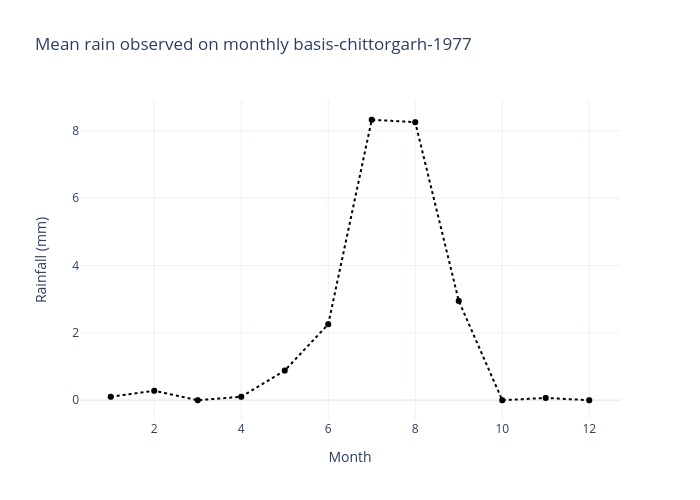 Mean rain observed on monthly basis-chittorgarh-1977
8
6
4
2
0
Rainfall (mm)
2 4 6 8 10 12
Month